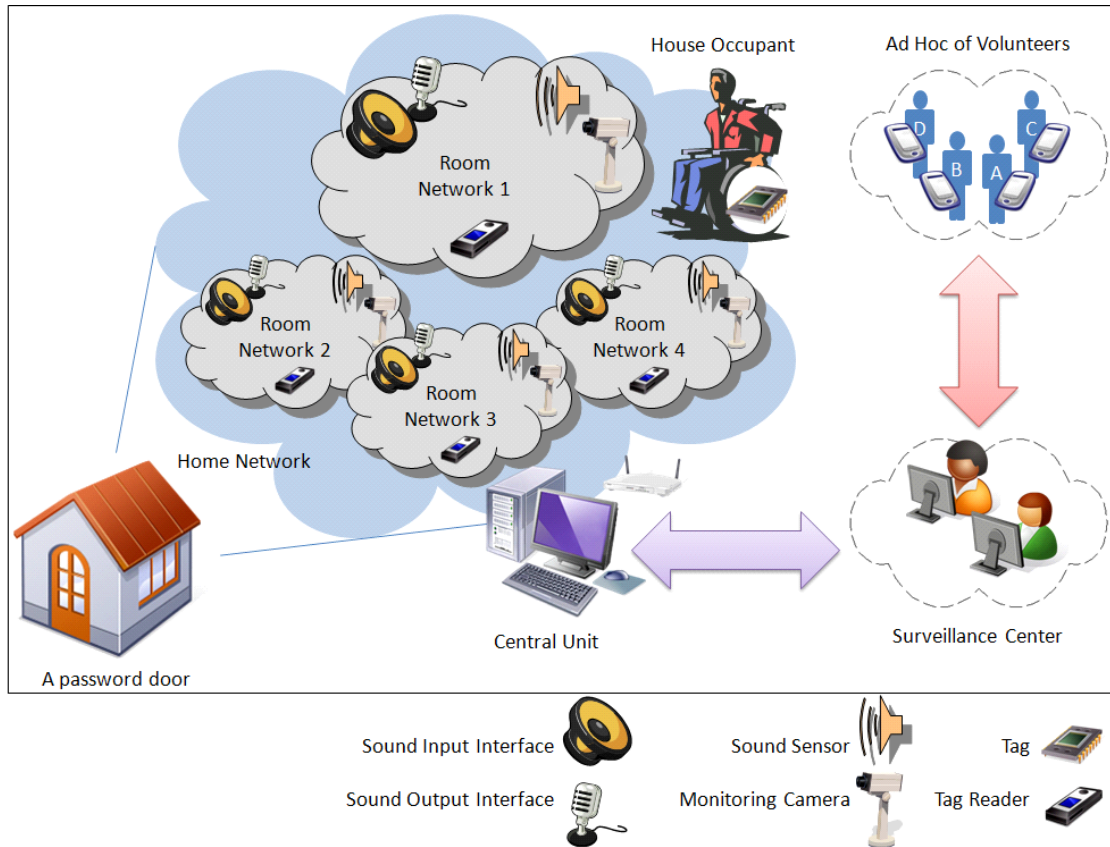 House Occupant
Ad Hoc of Volunteers
D
C
B
A
Room
Network 1
Room
Network 2
Room
Network 4
Room
Network 3
Home Network
Central Unit
Surveillance Center
A password door
Sound Input Interface
Sound Sensor
Tag
Sound Output Interface
Monitoring Camera
Tag Reader